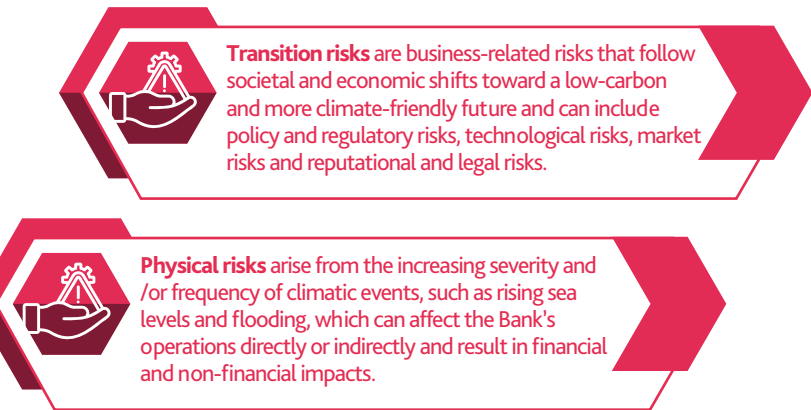 Transition risks are business-related risks that follow
societal and economic shifts toward a low-carbon
and more climate-friendly future and can include
policy and regulatory risks, technological risks, market
risks and reputational and legal risks.
Physical risks arise from the increasing severity and
/or frequency of climatic events, such as rising sea
levels and flooding, which can affect the Bank's
operations directly or indirectly and result in financial
and non-financial impacts.